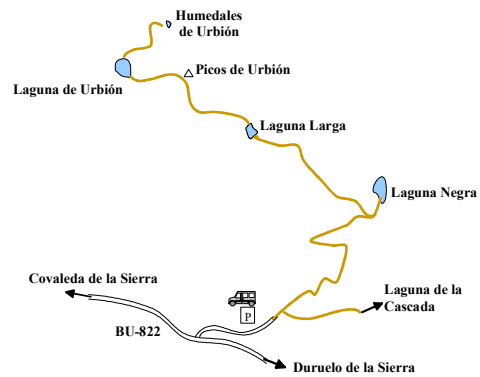 Humedales
de Urbión
Picos de Urbión
Laguna de Urbión
Laguna Larga
Laguna Negra
Covaleda de la Sierra
Laguna de la
Cascada
P
BU-822
Duruelo de la Sierra